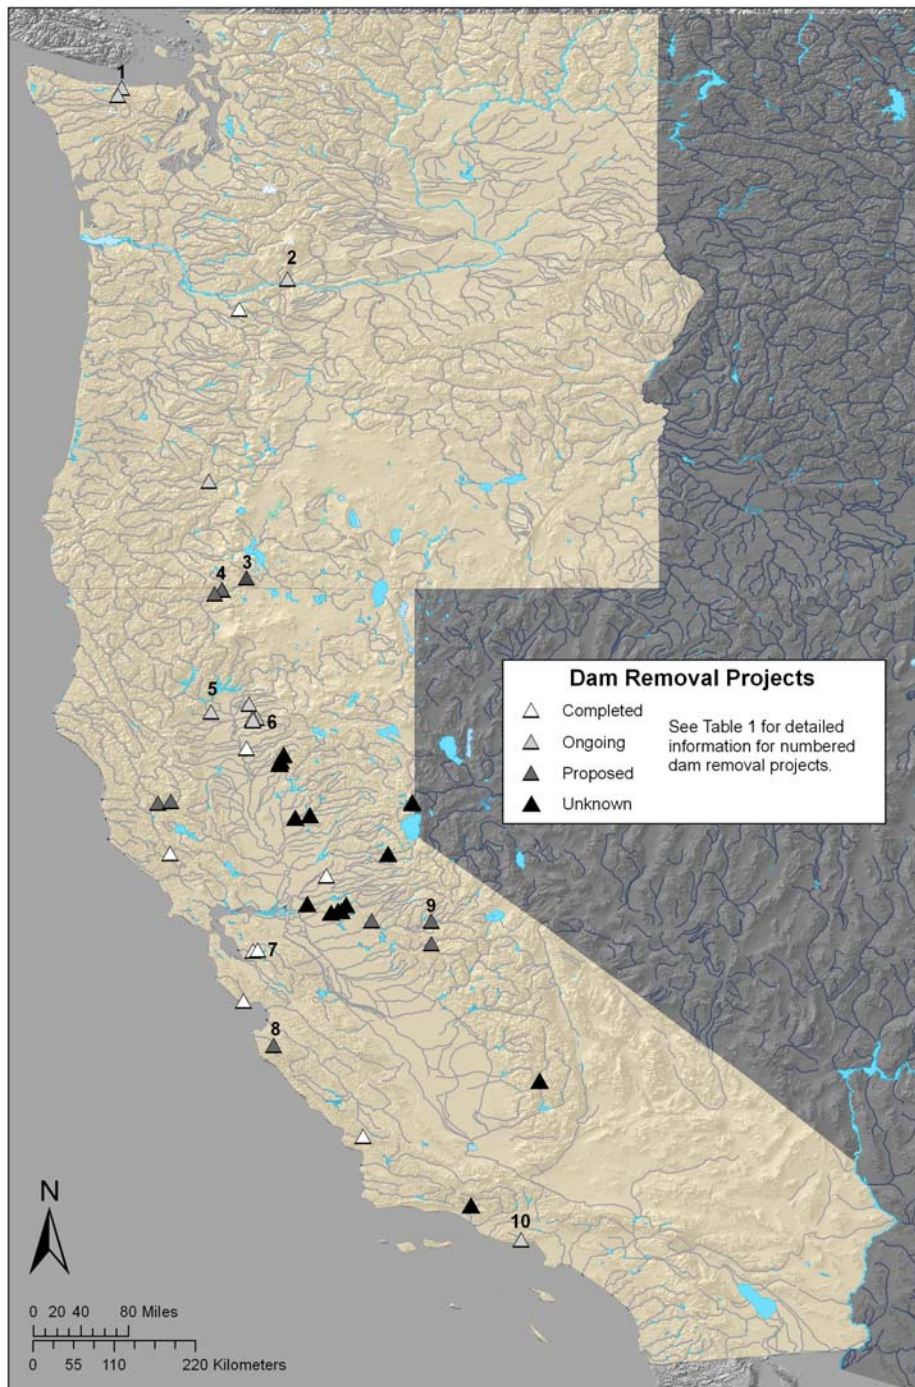 1
2
3
4
5
6
Dam Removal Projects
Completed
Ongoing
Proposed
Unknown
See Table 1 for detailed
information for numbered
dam removal projects.
9
7
8
10
N
0 20 40 80 Miles
0 55 110 220 Kilometers